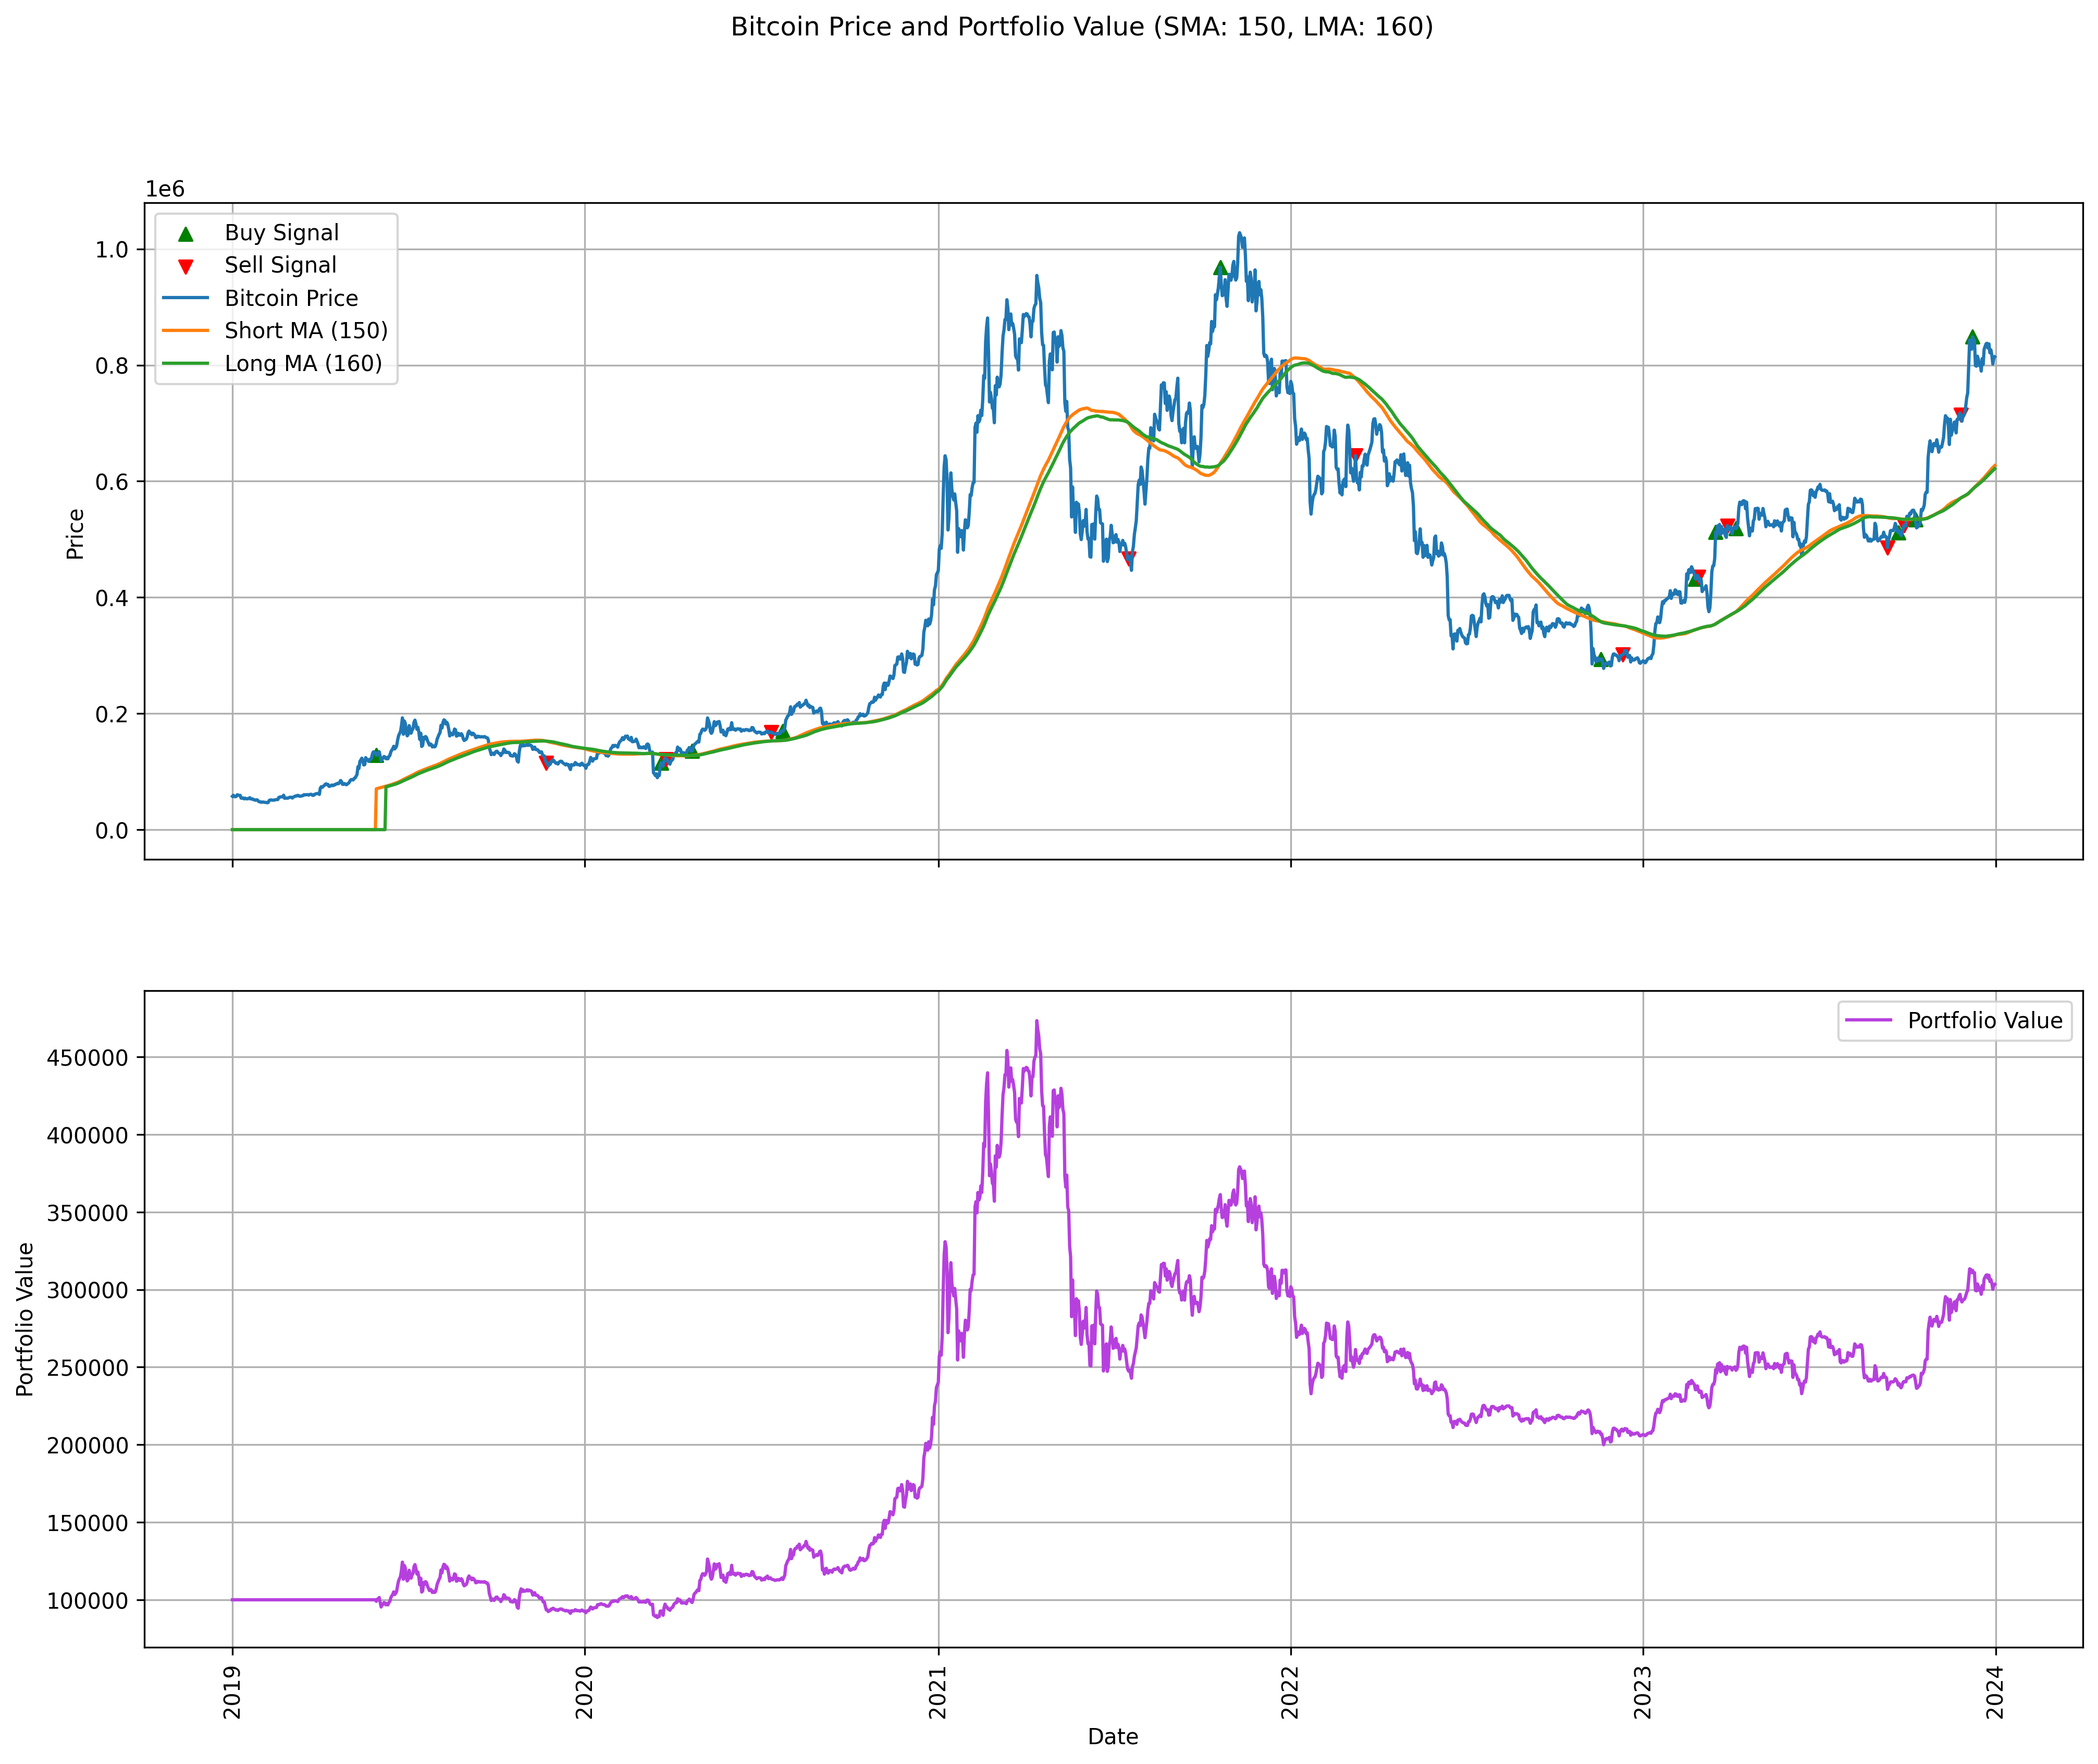 Bitcoin Price and Portfolio Value (SMA: 150, LMA: 160)
1e6
Buy Signal
Sell Signal
Bitcoin Price
Short MA (150)
Long MA (160)
1.0
0.8
0.6
0.4
0.2
0.0
Price
Portfolio Value
450000
400000
350000
300000
250000
200000
150000
100000
Portfolio Value
2019
2020
2021
2022
2023
2024
Date